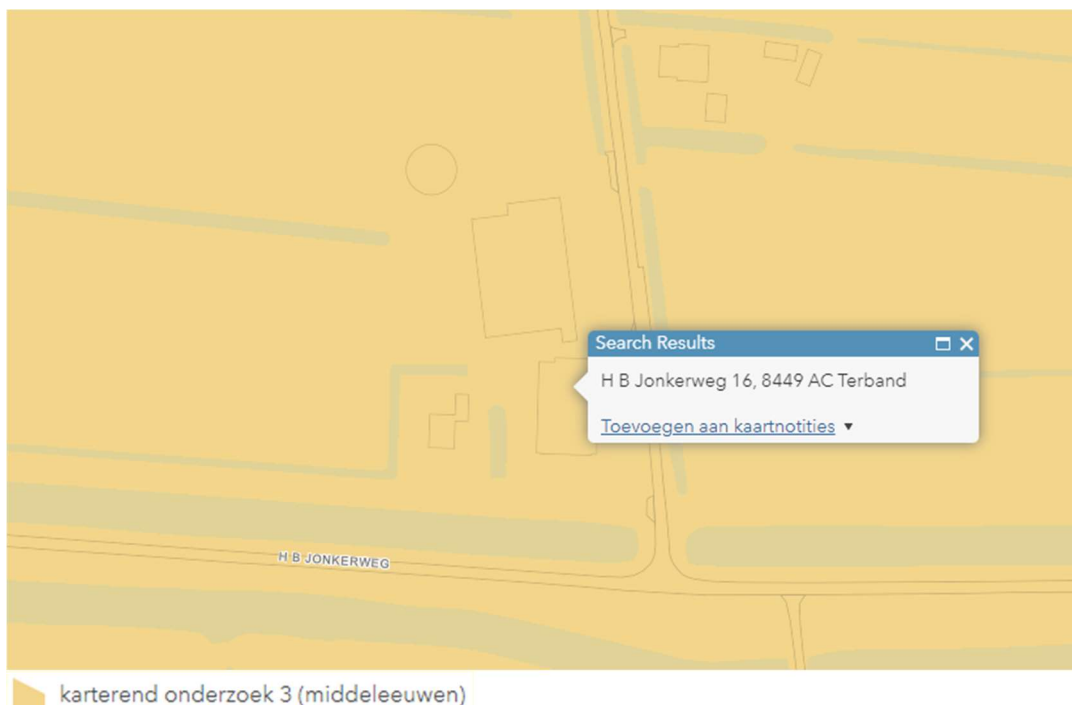 Search Results
H B Jonkerweg 16, 8449 AC Terband
Toevoegen aan kaartnotities
H B JONKERWEG
karterend onderzoek 3 (middeleeuwen)